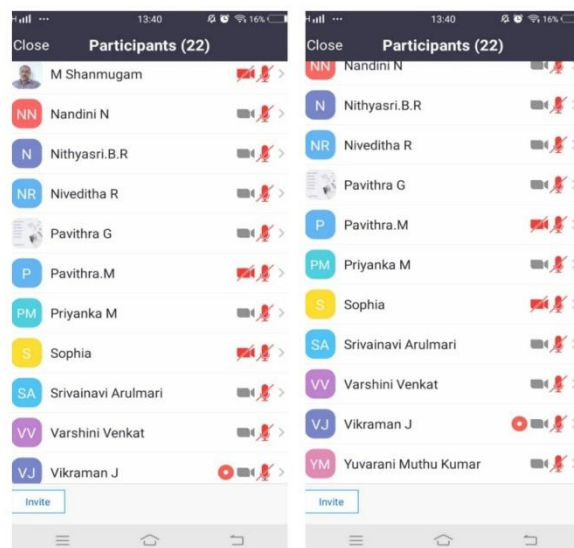 13:40
16%
Close Participants (22)
M Shanmugam
NN Nandini N
N Nithyasri.B.R
NR Niveditha R
Pavithra G
P Pavithra.M
PM Priyanka M
S Sophia
SA Srivainavi Arulmari
VV Varshini Venkat
VJ Vikraman J
Invite
13:40
16%
Close Participants (22)
NN Nandini N
N Nithyasri.B.R
NR Niveditha R
Pavithra G
P Pavithra.M
PM Priyanka M
S Sophia
SA Srivainavi Arulmari
VV Varshini Venkat
VJ Vikraman J
YM Yuvarani Muthu Kumar
Invite